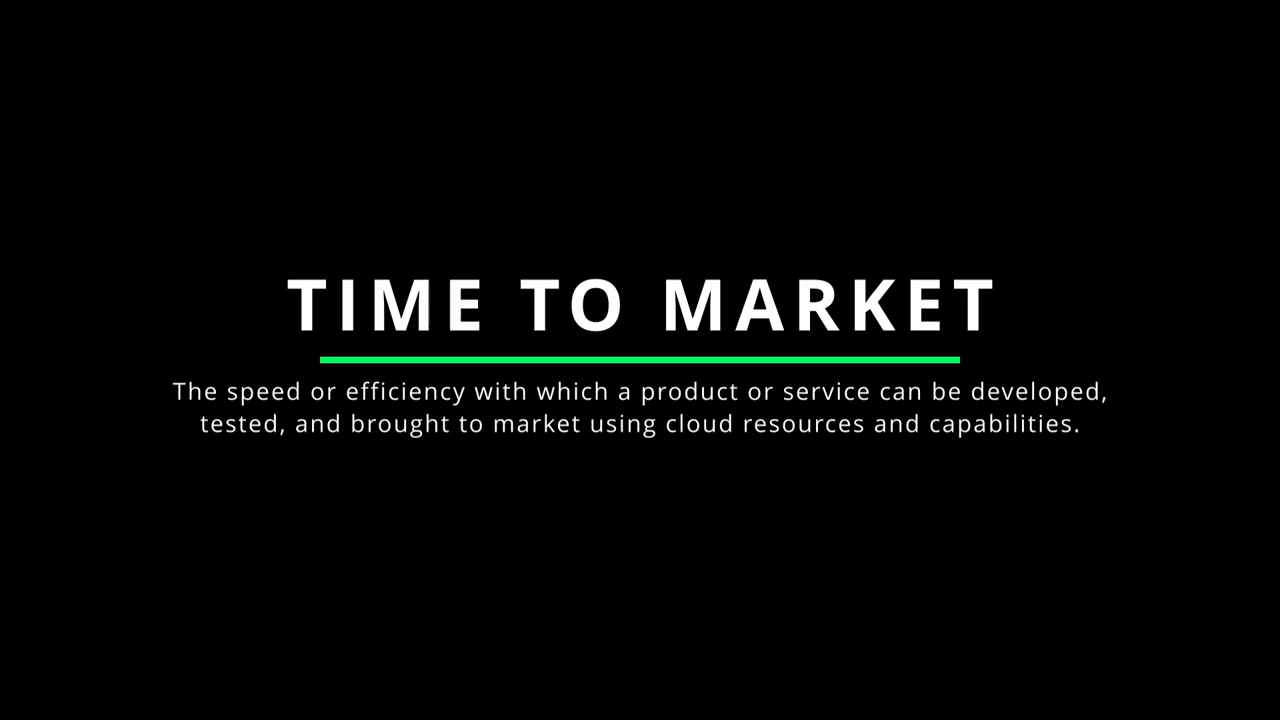 TIME TO MARKET
The speed or efficiency with which a product or service can be developed,
tested, and brought to market using cloud resources and capabilities.